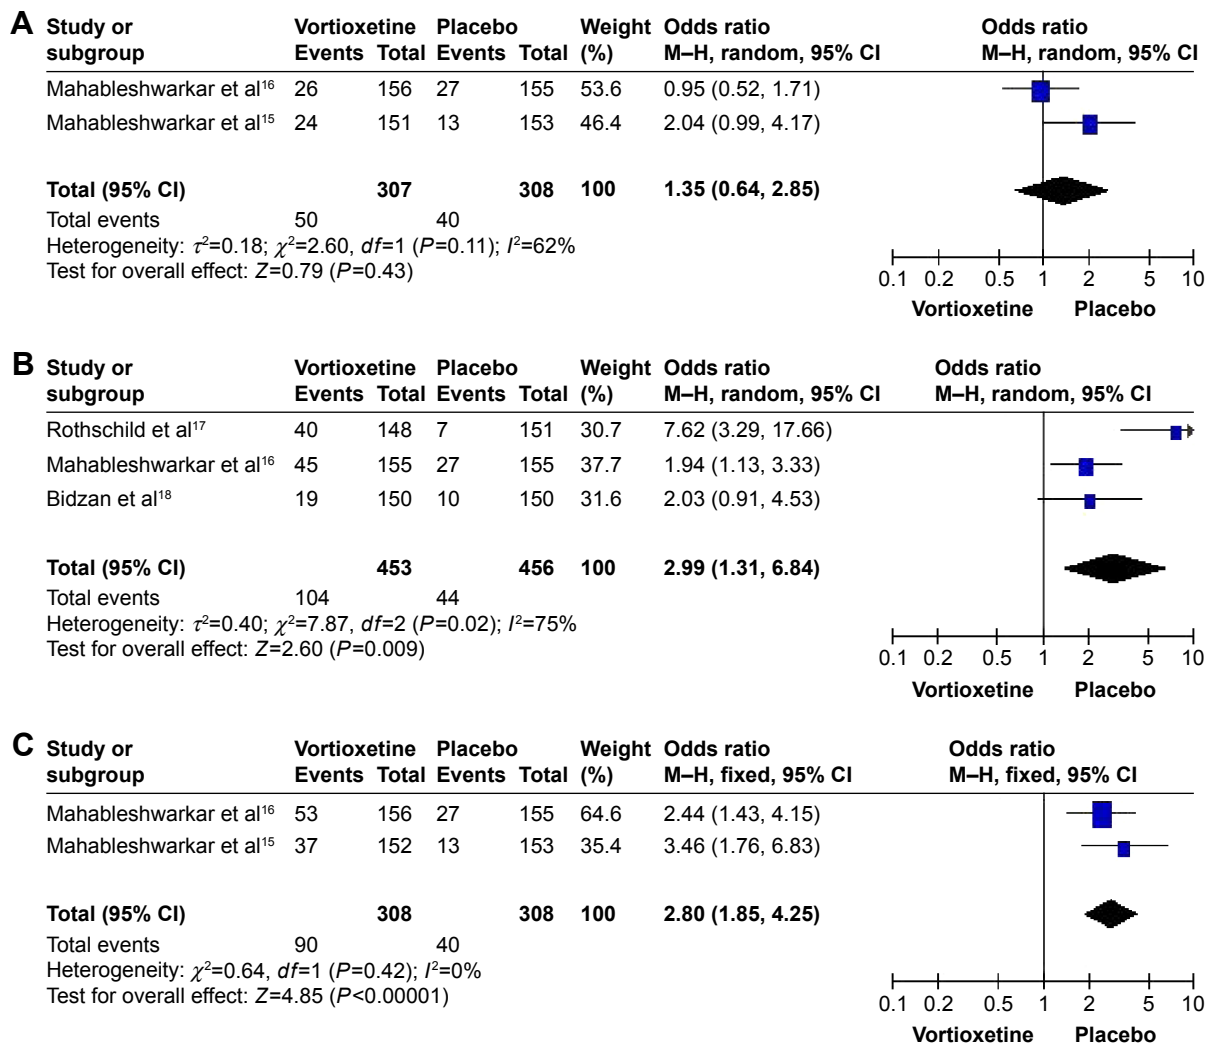 A Study or Vortioxetine Placebo Weight Odds ratio Odds ratio
subgroup Events Total Events Total (%) M–H, random, 95% CI M–H, random, 95% CI
Mahableshwarkar et al16 26 156 27 155 53.6 0.95 (0.52, 1.71)
Mahableshwarkar et al15 24 151 13 153 46.4 2.04 (0.99, 4.17)
Total (95% CI) 307 308 100 1.35 (0.64, 2.85)
Total events 50 40
Heterogeneity: τ2=0.18; χ2=2.60, df=1 (P=0.11); I2=62%
Test for overall effect: Z=0.79 (P=0.43)
0.1 0.2 0.5 1 2 5 10
Vortioxetine Placebo
B Study or Vortioxetine Placebo Weight Odds ratio Odds ratio
subgroup Events Total Events Total (%) M–H, random, 95% CI M–H, random, 95% CI
Rothschild et al17 40 148 7 151 30.7 7.62 (3.29, 17.66)
Mahableshwarkar et al16 45 155 27 155 37.7 1.94 (1.13, 3.33)
Bidzan et al18 19 150 10 150 31.6 2.03 (0.91, 4.53)
Total (95% CI) 453 456 100 2.99 (1.31, 6.84)
Total events 104 44
Heterogeneity: τ2=0.40; χ2=7.87, df=2 (P=0.02); I2=75%
Test for overall effect: Z=2.60 (P=0.009)
0.1 0.2 0.5 1 2 5 10
Vortioxetine Placebo
C Study or Vortioxetine Placebo Weight Odds ratio Odds ratio
subgroup Events Total Events Total (%) M–H, fixed, 95% CI M–H, fixed, 95% CI
Mahableshwarkar et al16 53 156 27 155 64.6 2.44 (1.43, 4.15)
Mahableshwarkar et al15 37 152 13 153 35.4 3.46 (1.76, 6.83)
Total (95% CI) 308 308 100 2.80 (1.85, 4.25)
Total events 90 40
Heterogeneity: χ2=0.64, df=1 (P=0.42); I2=0%
Test for overall effect: Z=4.85 (P<0.00001)
0.1 0.2 0.5 1 2 5 10
Vortioxetine Placebo